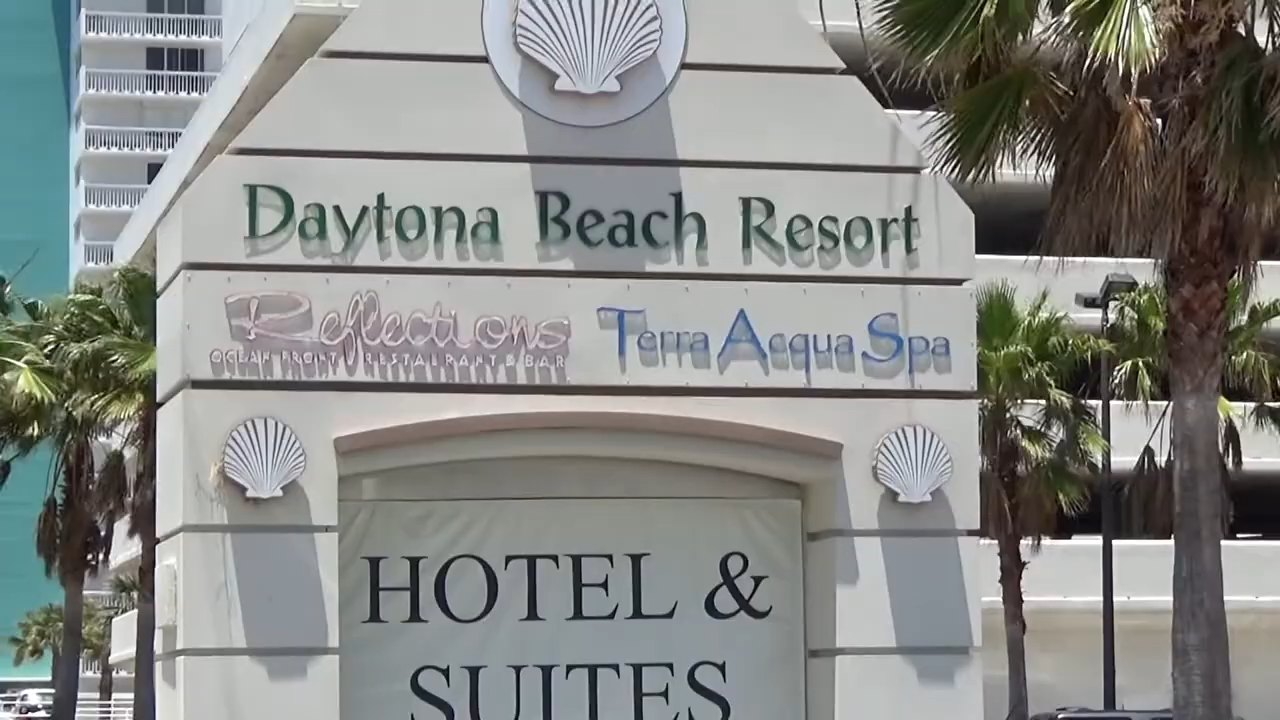 Daytona Beach Resort
Reflections
OCEAN FRONT RESTAURANT & BAR
Terra Acqua Spa
HOTEL &
SUITES